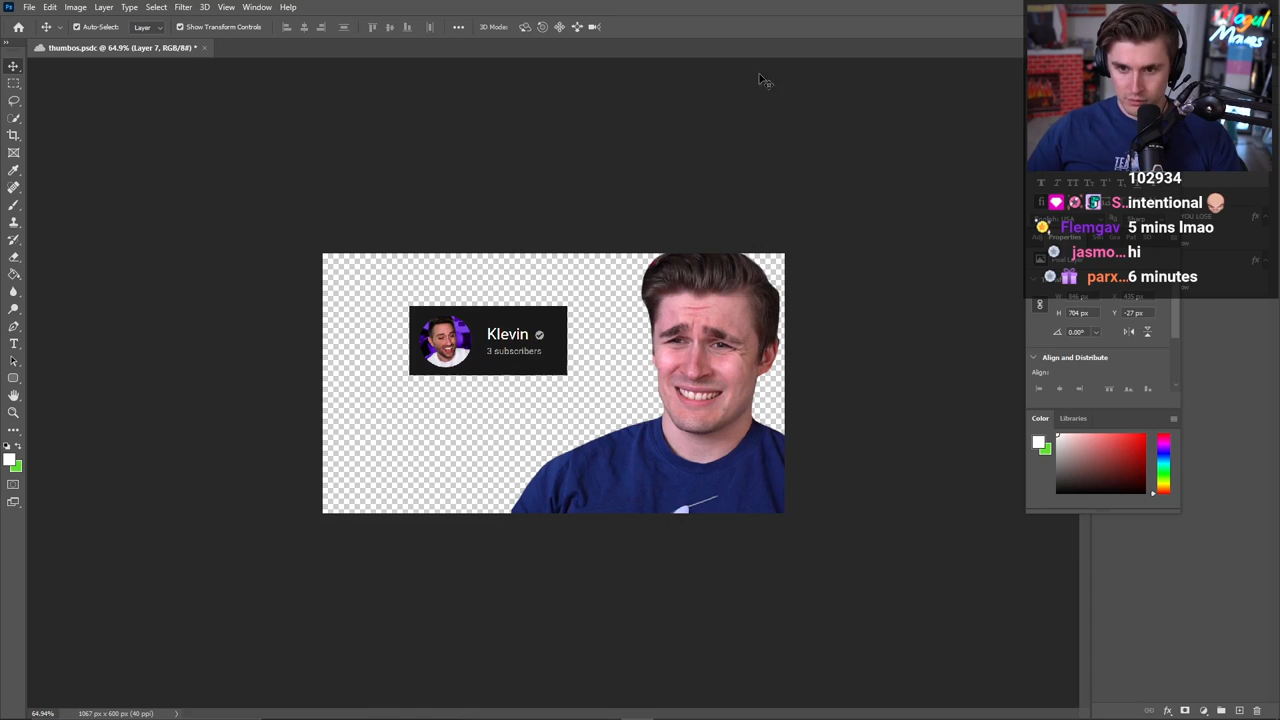 Ps File Edit Image Layer Type Select Filter 3D View Window Help
Auto-Select: Layer Show Transform Controls 3D Mode:
thumbos.psdc @ 64.9% (Layer 7, RGB/8#) *
Klevin
3 subscribers
102934
S.. intentional
Flemgav 5 mins lmao
jasmo... hi
parx... 6 minutes
YOU LOSE
Properties
H 704 px Y -27 px
0.00°
Align and Distribute
Align:
Color Libraries
64.94% 1067 px x 600 px (40 ppi)